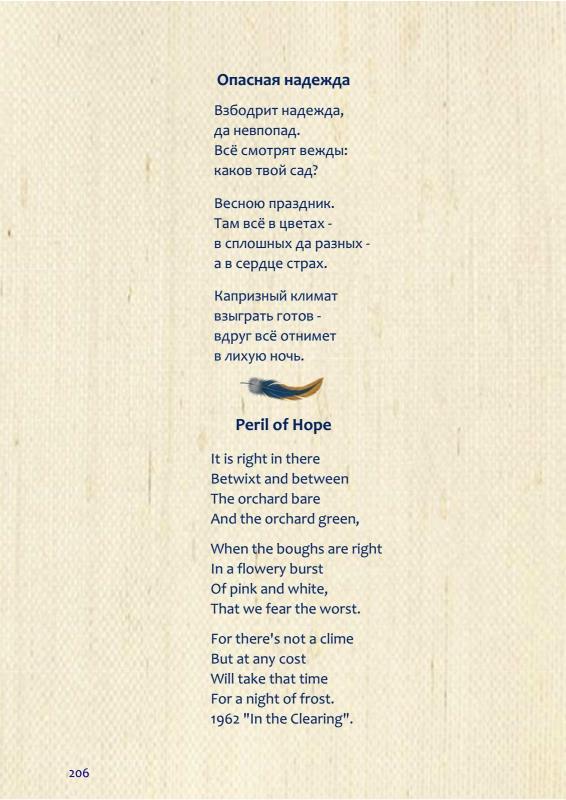 Опасная надежда
Взбодрит надежда,
да невпопад.
Всё смотрят вежды:
каков твой сад?
Весною праздник.
Там всё в цветах -
в сплошных да разных -
а в сердце страх.
Капризный климат
взыграть готов -
вдруг всё отнимет
в лихую ночь.
Peril of Hope
It is right in there
Betwixt and between
The orchard bare
And the orchard green,
When the boughs are right
In a flowery burst
Of pink and white,
That we fear the worst.
For there's not a clime
But at any cost
Will take that time
For a night of frost.
1962 "In the Clearing".
206